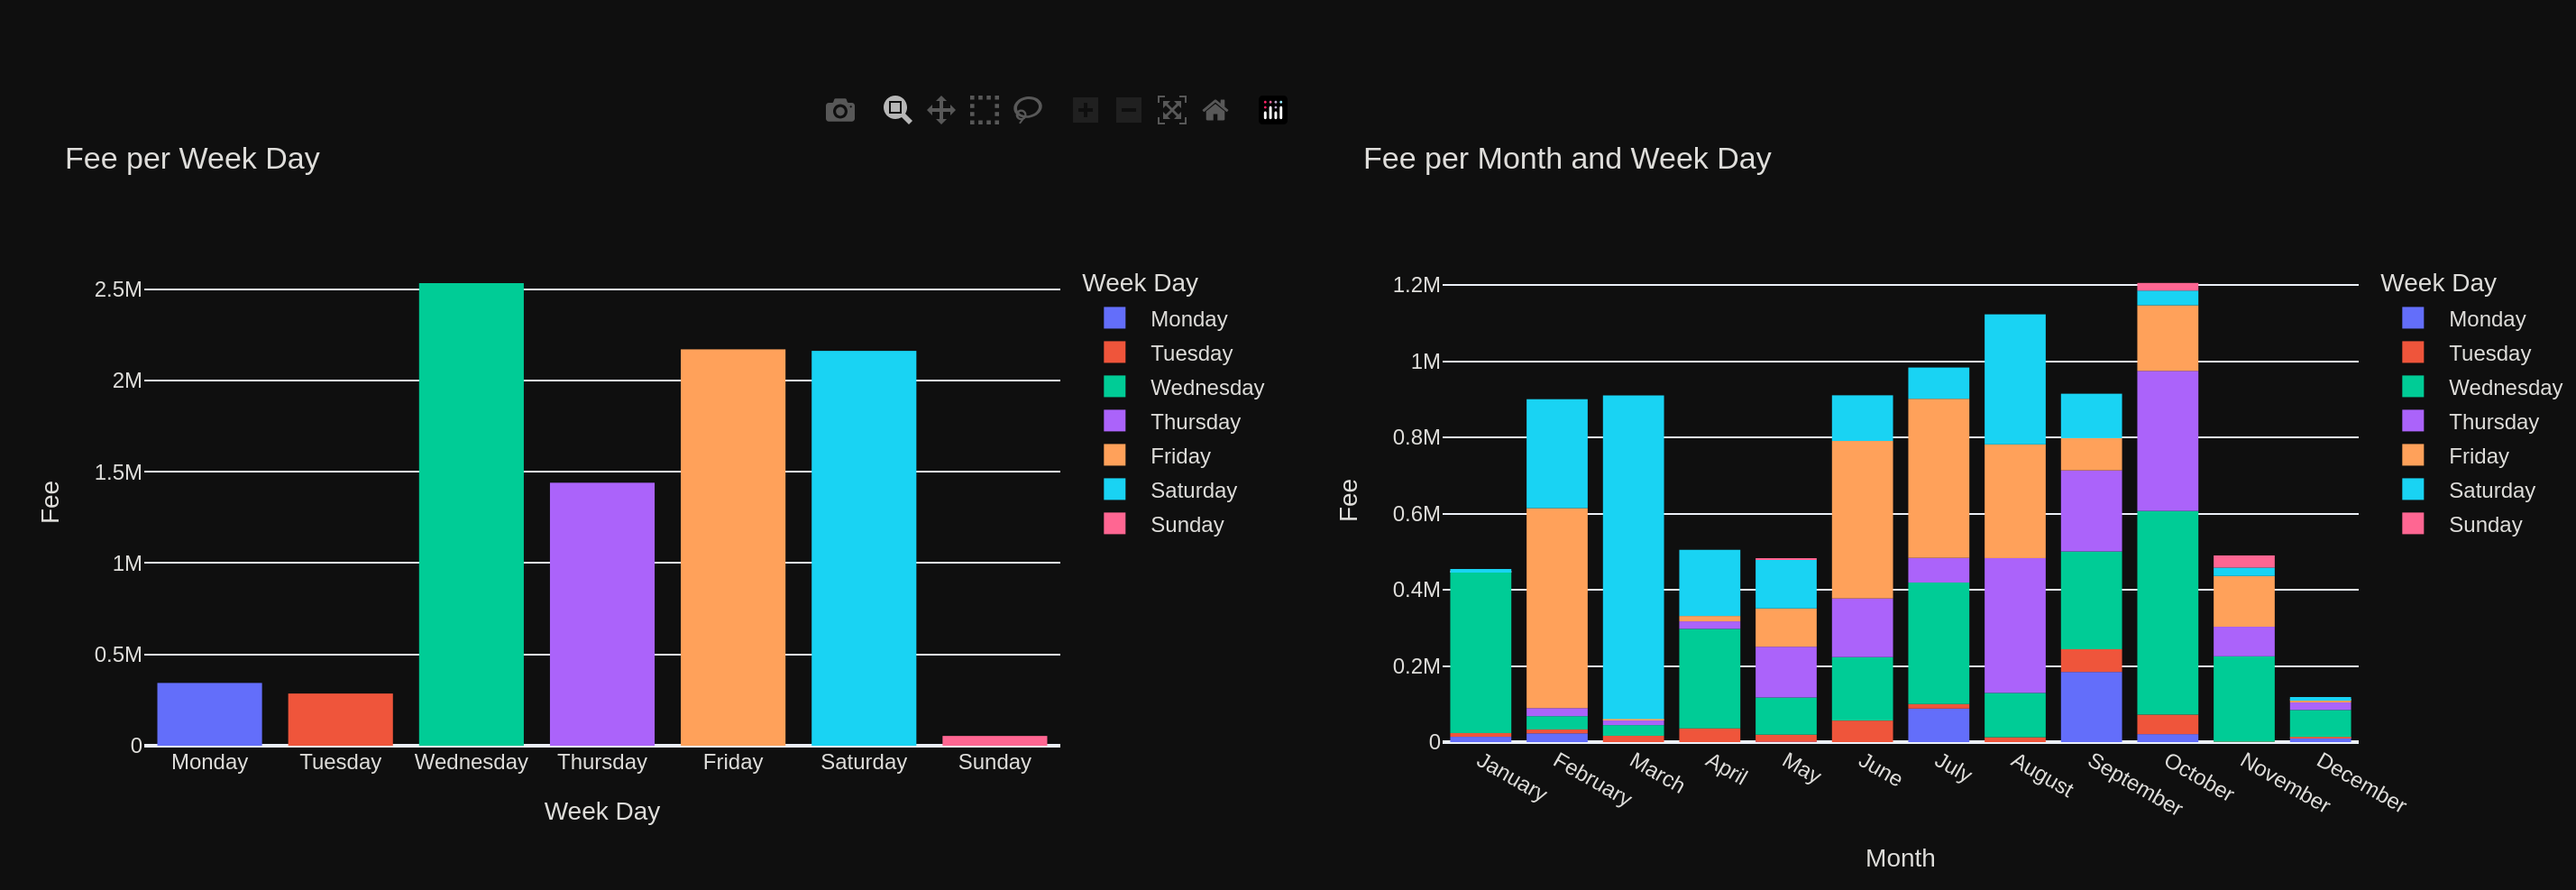 Fee per Week Day
2.5M
2M
1.5M
1M
0.5M
0
Fee
Monday
Tuesday
Wednesday
Thursday
Friday
Saturday
Sunday
Week Day
Week Day
Monday
Tuesday
Wednesday
Thursday
Friday
Saturday
Sunday
Fee per Month and Week Day
1.2M
1M
0.8M
0.6M
0.4M
0.2M
0
Fee
January
February
March
April
May
June
July
August
September
October
November
December
Month
Week Day
Monday
Tuesday
Wednesday
Thursday
Friday
Saturday
Sunday